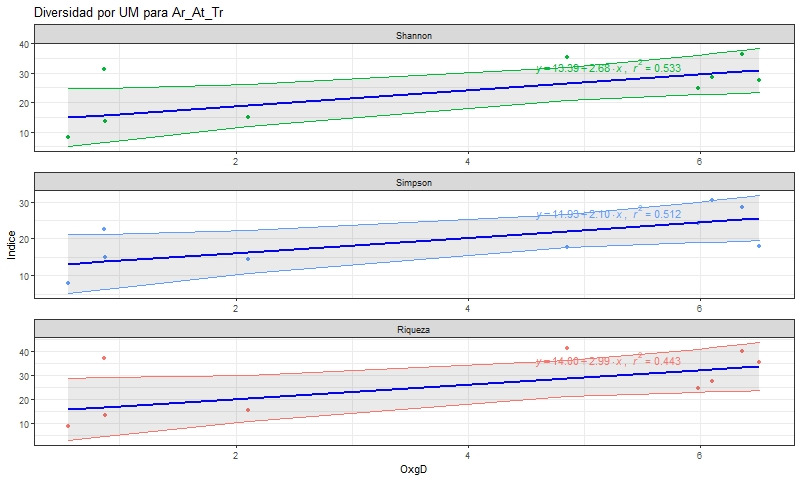 Diversidad por UM para Ar_At_Tr
Shannon
40
30
20
10
y = 13.39 + 2.68 · x , r² = 0.533
2 4 6
Simpson
30
20
10
y = 11.93 + 2.10 · x , r² = 0.512
2 4 6
Indice
Riqueza
40
30
20
10
y = 14.00 + 2.99 · x , r² = 0.443
2 4 6
OxgD